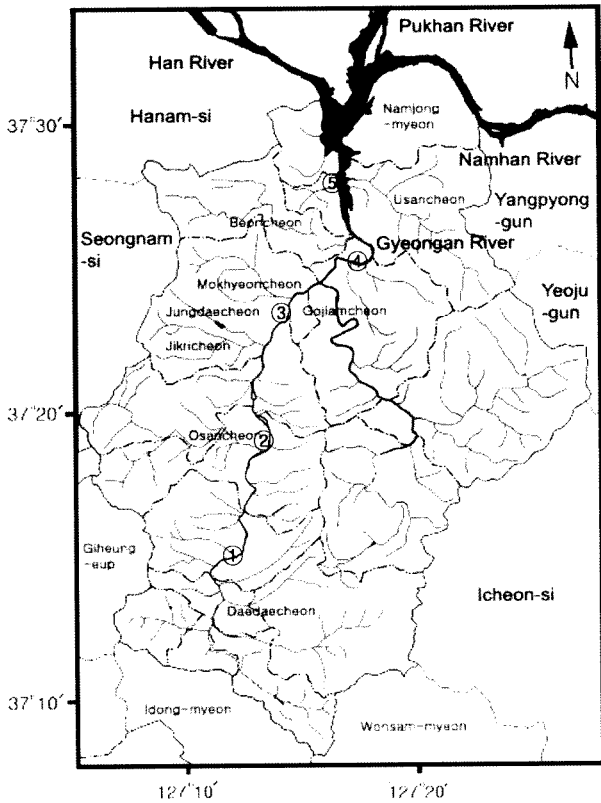 Pukhan River
Han River
N
Hanam-si
Namjong
-myeon
37°30′
Namhan River
⑤
Usancheon
Yangpyong
-gun
Beoricheon
Seongnam
-si
Gyeongan River
④
Mokhyeoncheon
Yeoju
-gun
Jungdaecheon
③
Gojiamcheon
Jikricheon
37°20′
Osancheon
②
①
Giheung
-eup
Icheon-si
Daedaecheon
37°10′
Idong-myeon
Wonsam-myeon
127°10′
127°20′